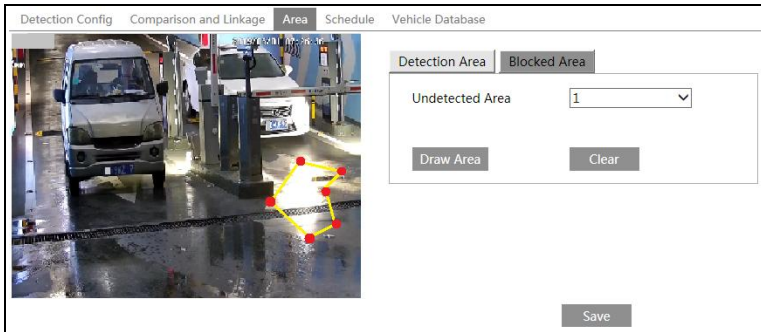 Detection Config Comparison and Linkage Area Schedule Vehicle Database
Detection Area Blocked Area
Undetected Area 1
Draw Area Clear
Save